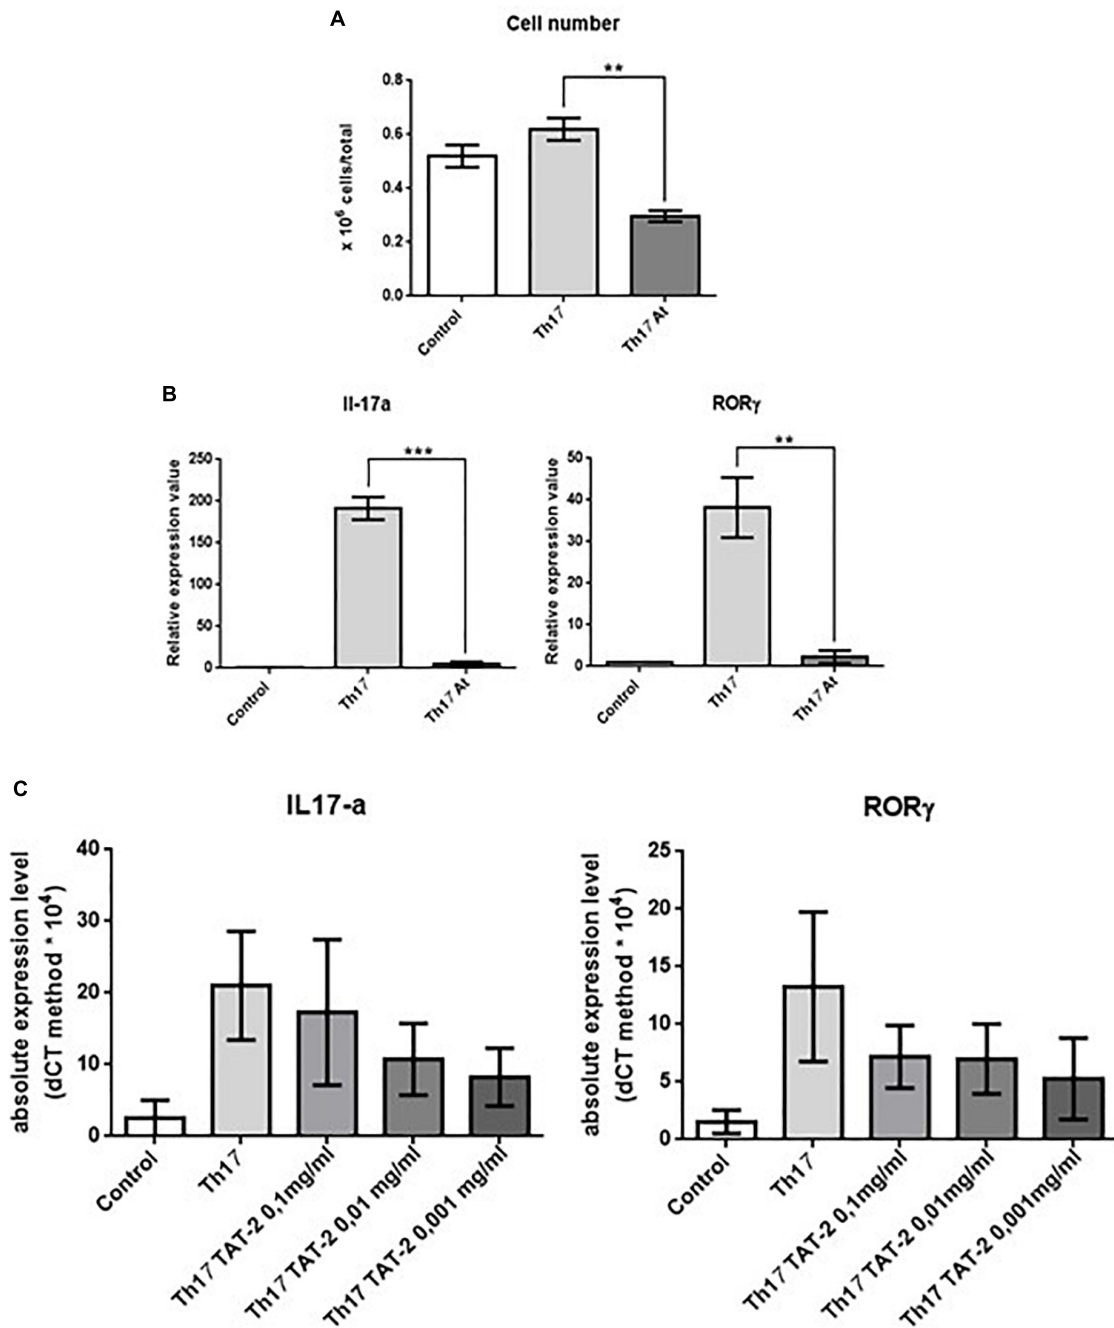 A
Cell number
x 10⁶ cells/total
0.8
0.6
0.4
0.2
0.0
**
Control
Th17
Th17 At
B
Il-17a
Relative expression value
250
200
150
100
50
0
***
Control
Th17
Th17 At
RORγ
Relative expression value
50
40
30
20
10
0
**
Control
Th17
Th17 At
C
IL17-a
absolute expression level
(dCT method * 10⁴)
40
30
20
10
0
Control
Th17
Th17 TAT-2 0,1mg/ml
Th17 TAT-2 0,01 mg/ml
Th17 TAT-2 0,001 mg/ml
RORγ
absolute expression level
(dCT method * 10⁴)
25
20
15
10
5
0
Control
Th17
Th17 TAT-2 0,1mg/ml
Th17 TAT-2 0,01mg/ml
Th17 TAT-2 0,001mg/ml